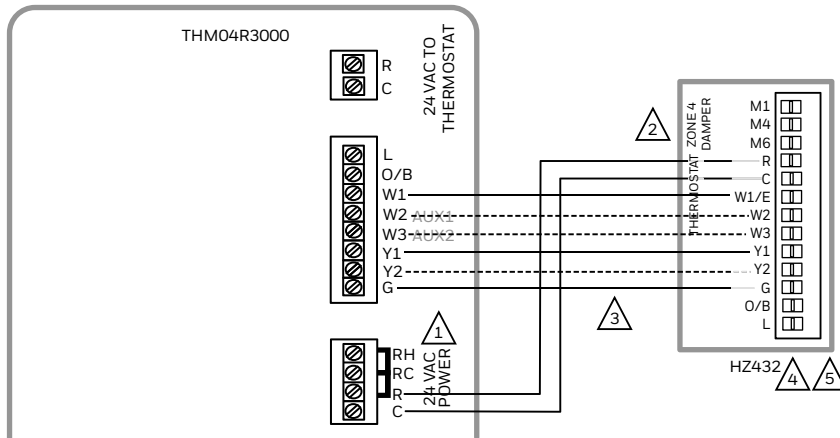 THM04R3000
R
C
24 VAC TO
THERMOSTAT
L
O/B
W1
W2 AUX1
W3 AUX2
Y1
Y2
G
RH
RC
R
C
24 VAC
POWER
1
2
3
THERMOSTAT
ZONE 4
DAMPER
M1
M4
M6
R
C
W1/E
W2
W3
Y1
Y2
G
O/B
L
HZ432
4
5